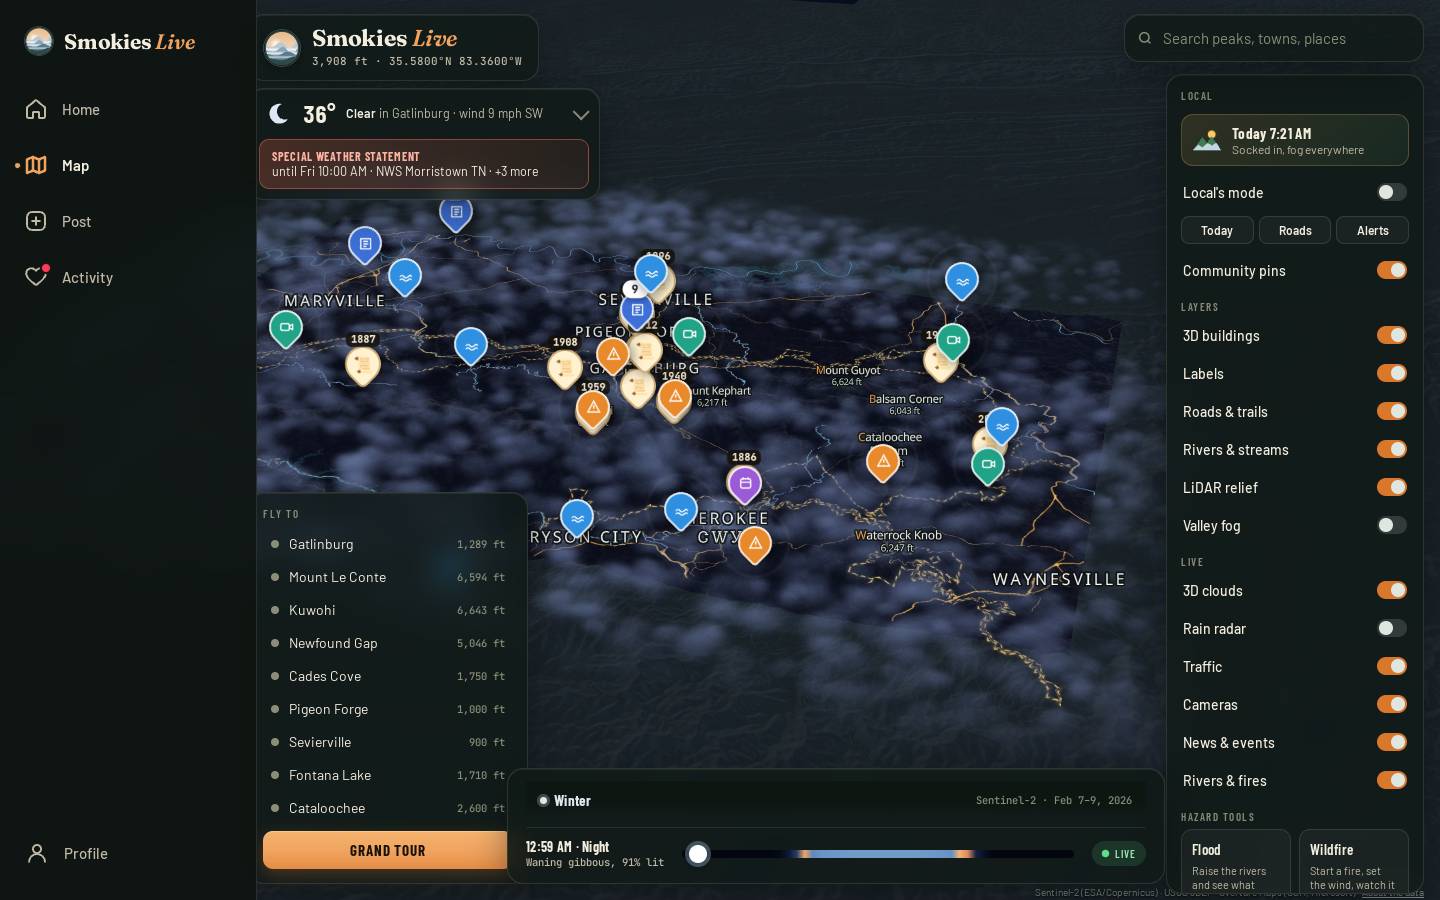 Smokies Live
Home
Map
Post
Activity
Profile
Smokies Live
3,908 ft · 35.5800°N 83.3600°W
36° Clear in Gatlinburg · wind 9 mph SW
SPECIAL WEATHER STATEMENT
until Fri 10:00 AM · NWS Morristown TN · +3 more
MARYVILLE
1887
1908
1959
9
1940
6,217 ft
Mount Guyot
6,624 ft
Balsam Corner
6,043 ft
Cataloochee
1886
Waterrock Knob
6,247 ft
WAYNESVILLE
FLY TO
Gatlinburg 1,289 ft
Mount Le Conte 6,594 ft
Kuwohi 6,643 ft
Newfound Gap 5,046 ft
Cades Cove 1,750 ft
Pigeon Forge 1,000 ft
Sevierville 900 ft
Fontana Lake 1,710 ft
Cataloochee 2,600 ft
GRAND TOUR
Winter Sentinel-2 · Feb 7–9, 2026
12:59 AM · Night
Waning gibbous, 91% lit
LIVE
Search peaks, towns, places
LOCAL
Today 7:21 AM
Socked in, fog everywhere
Local's mode
Today Roads Alerts
Community pins
LAYERS
3D buildings
Labels
Roads & trails
Rivers & streams
LiDAR relief
Valley fog
LIVE
3D clouds
Rain radar
Traffic
Cameras
News & events
Rivers & fires
HAZARD TOOLS
Flood
Raise the rivers
and see what
Wildfire
Start a fire, set
the wind, watch it
Sentinel-2 (ESA/Copernicus)